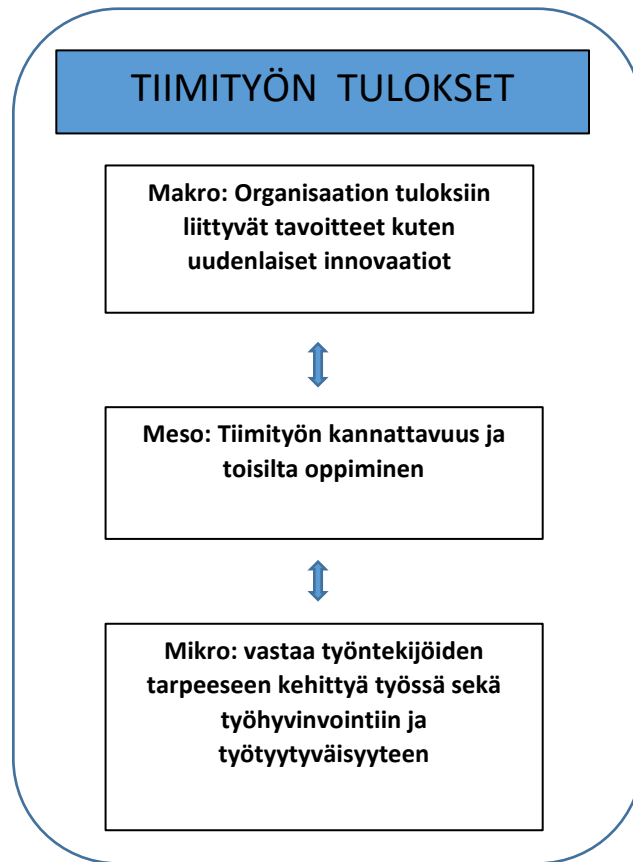 TIIMITYÖN TULOKSET
Makro: Organisaation tuloksiin
liittyvät tavoitteet kuten
uudenlaiset innovaatiot
Meso: Tiimityön kannattavuus ja
toisilta oppiminen
Mikro: vastaa työntekijöiden
tarpeeseen kehittyä työssä sekä
työhyvinvointiin ja
työtyytyväisyyteen